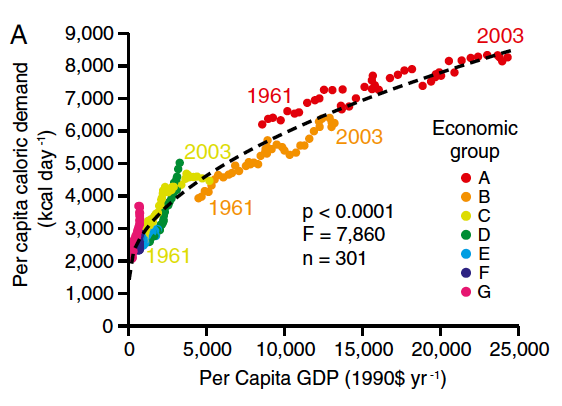 A
9,000
8,000
7,000
6,000
5,000
4,000
3,000
2,000
1,000
0
Per capita caloric demand
(kcal day⁻¹)
2003
1961
2003
2003
1961
1961
Economic
group
A
B
C
D
E
F
G
p < 0.0001
F = 7,860
n = 301
0
5,000
10,000
15,000
20,000
25,000
Per Capita GDP (1990$ yr⁻¹)